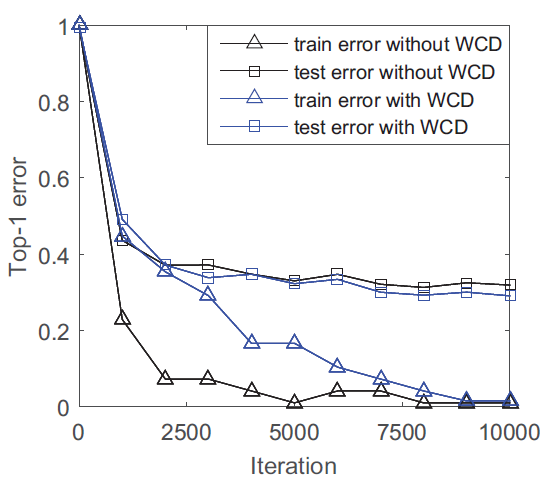 train error without WCD
test error without WCD
train error with WCD
test error with WCD
Top-1 error
1
0.8
0.6
0.4
0.2
0
0 2500 5000 7500 10000
Iteration